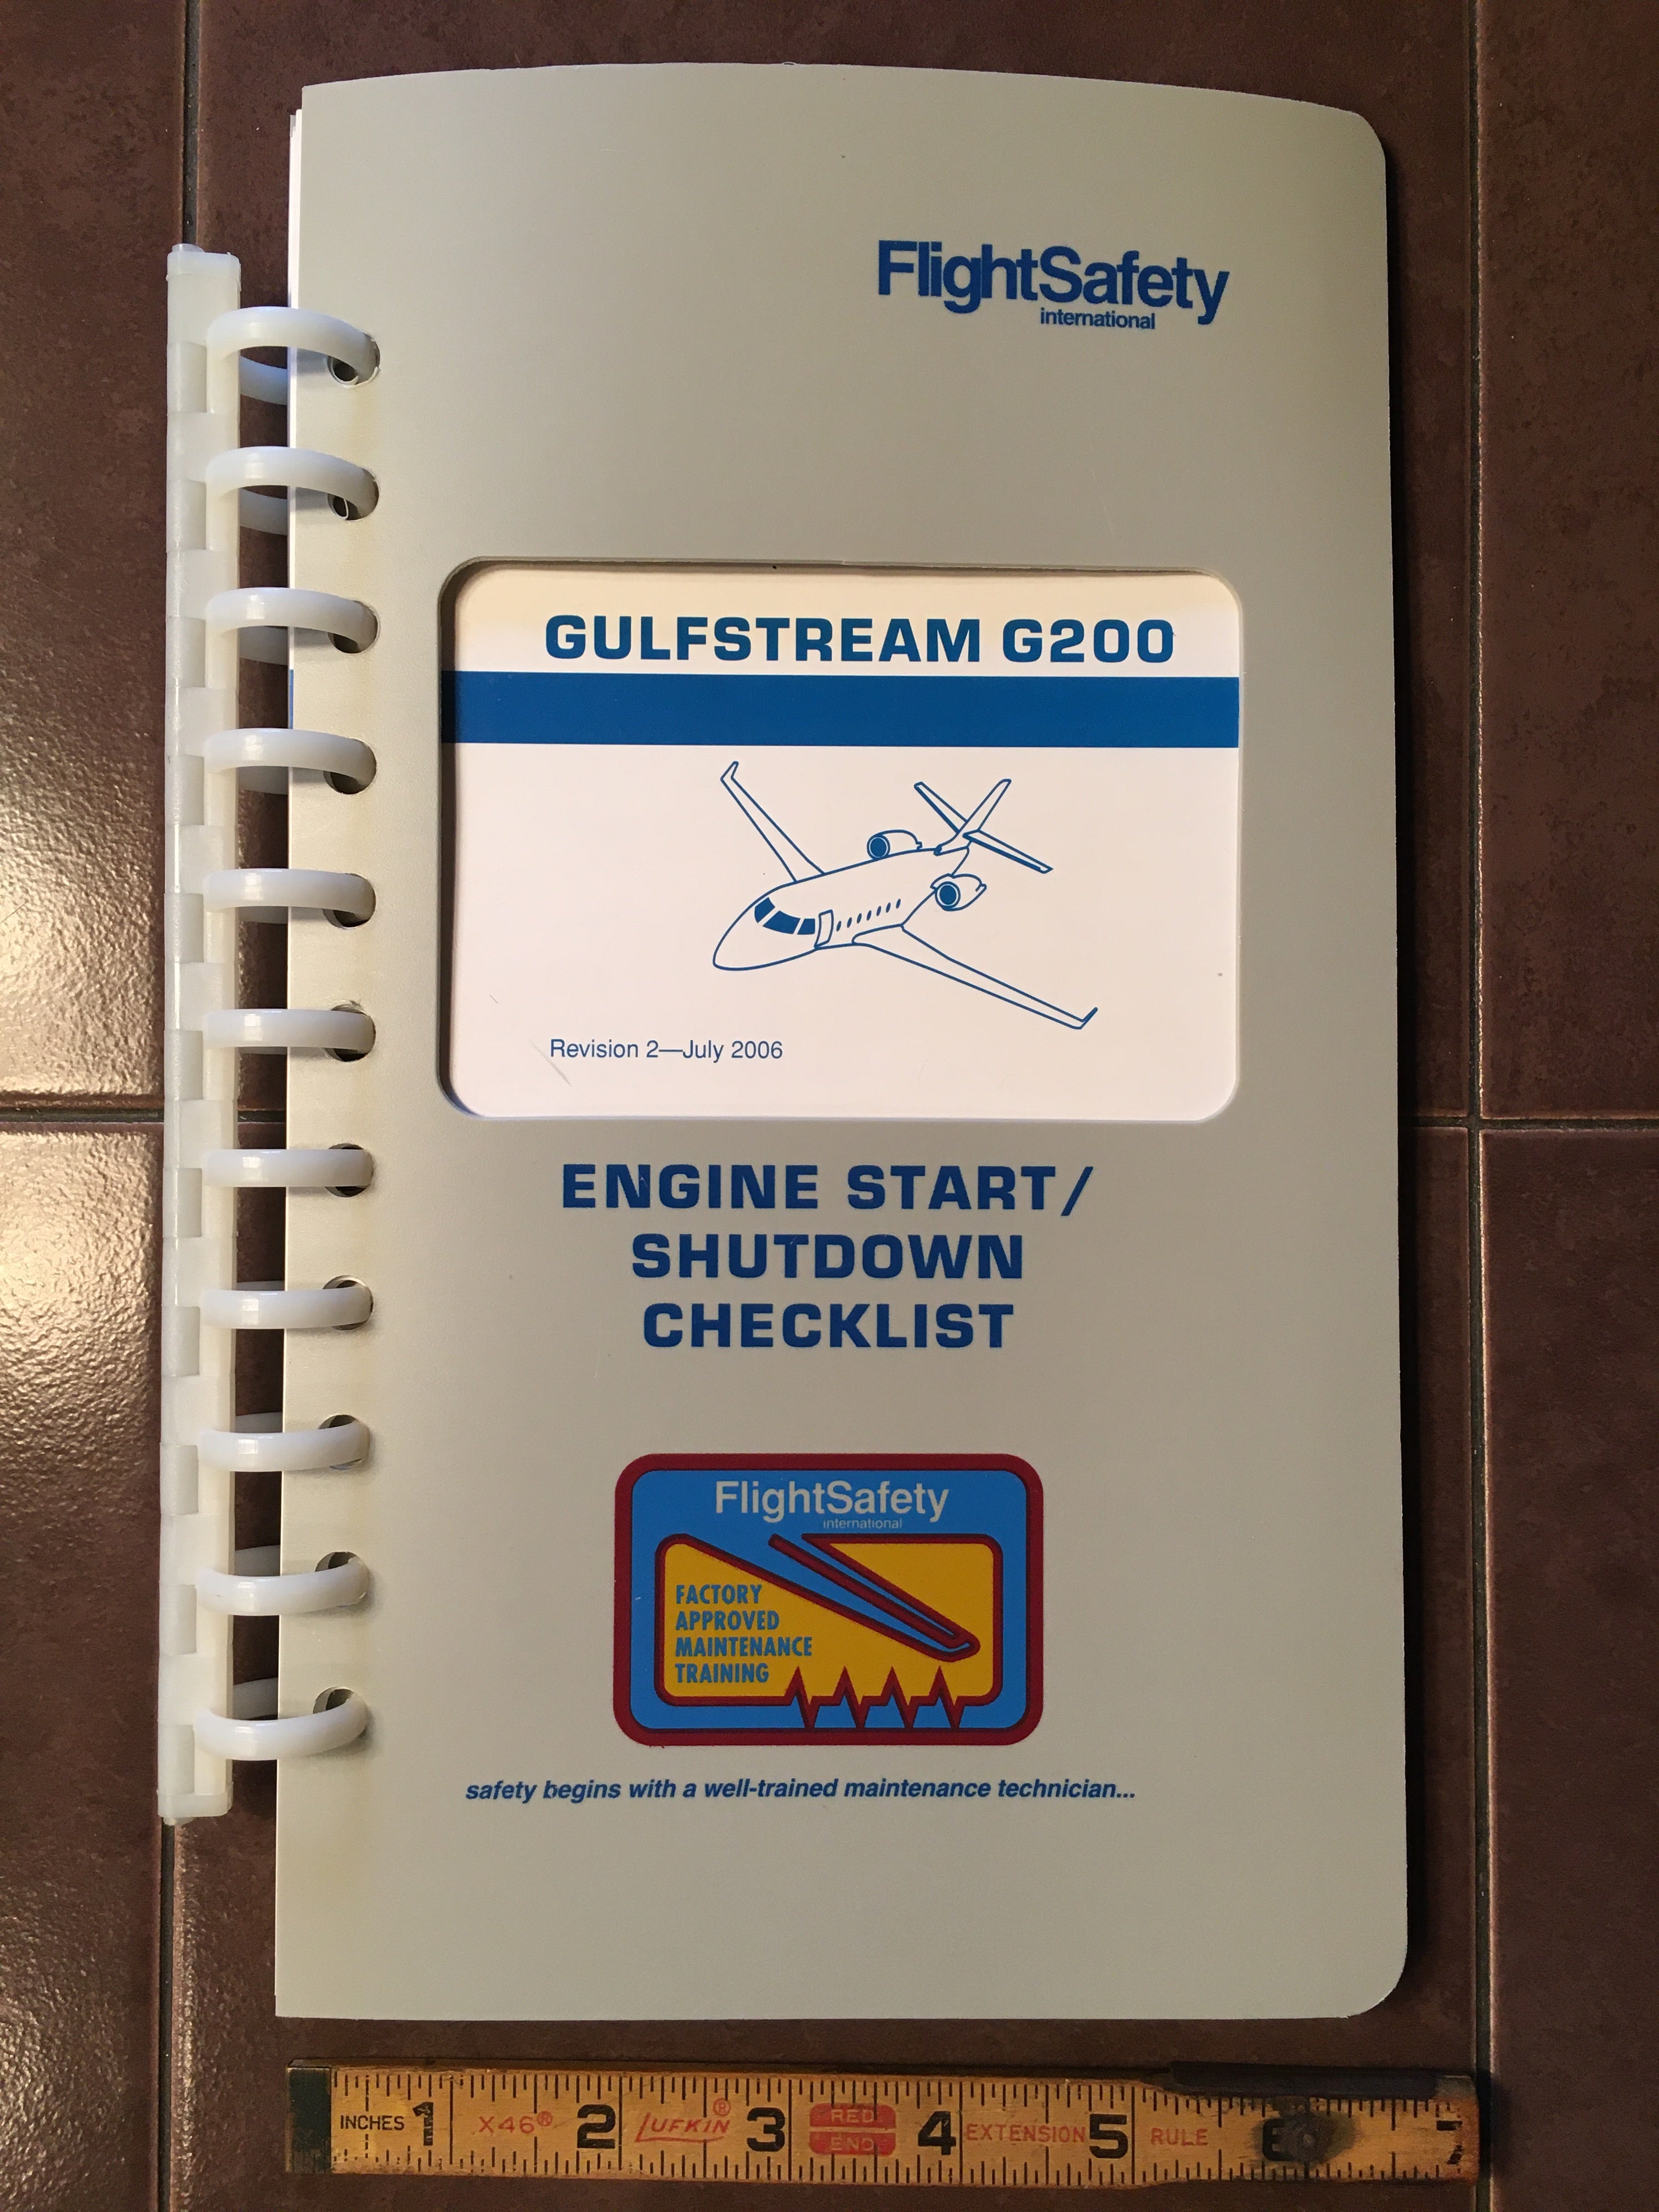 FlightSafety
international
GULFSTREAM G200
Revision 2—July 2006
ENGINE START/
SHUTDOWN
CHECKLIST
FlightSafety
international
FACTORY
APPROVED
MAINTENANCE
TRAINING
safety begins with a well-trained maintenance technician...
INCHES 1 X46® 2 LUFKIN® 3 RED END 4 EXTENSION 5 RULE 6 7